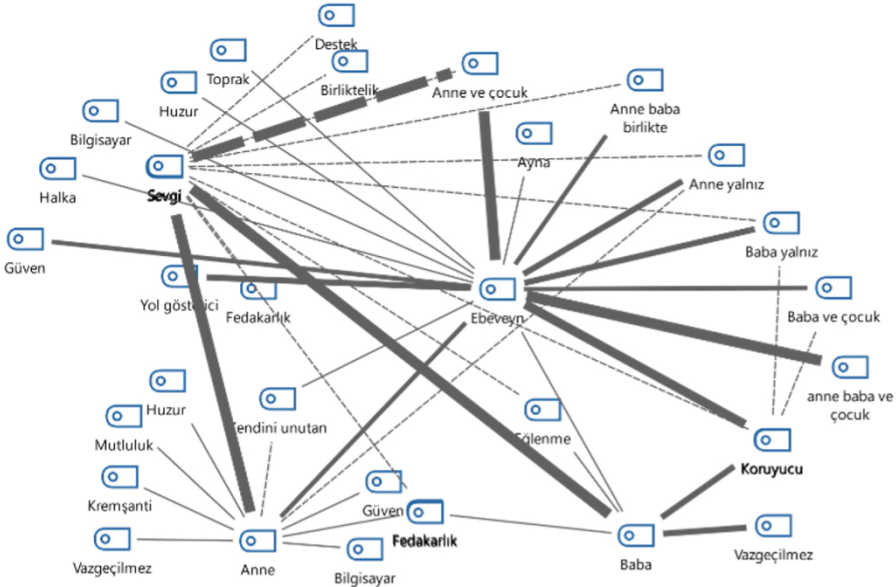 Destek
Toprak
Birliktelik
Anne ve çocuk
Huzur
Anne baba
birlikte
Bilgisayar
Ayna
Halka
Sevgi
Anne yalnız
Baba yalnız
Güven
Yol gösterici
Fedakarlık
Ebeveyn
Baba ve çocuk
anne baba ve
çocuk
Huzur
Kendini unutan
Eğlenme
Mutluluk
Koruyucu
Kremşanti
Güven
Fedakarlık
Vazgeçilmez
Anne
Bilgisayar
Baba
Vazgeçilmez